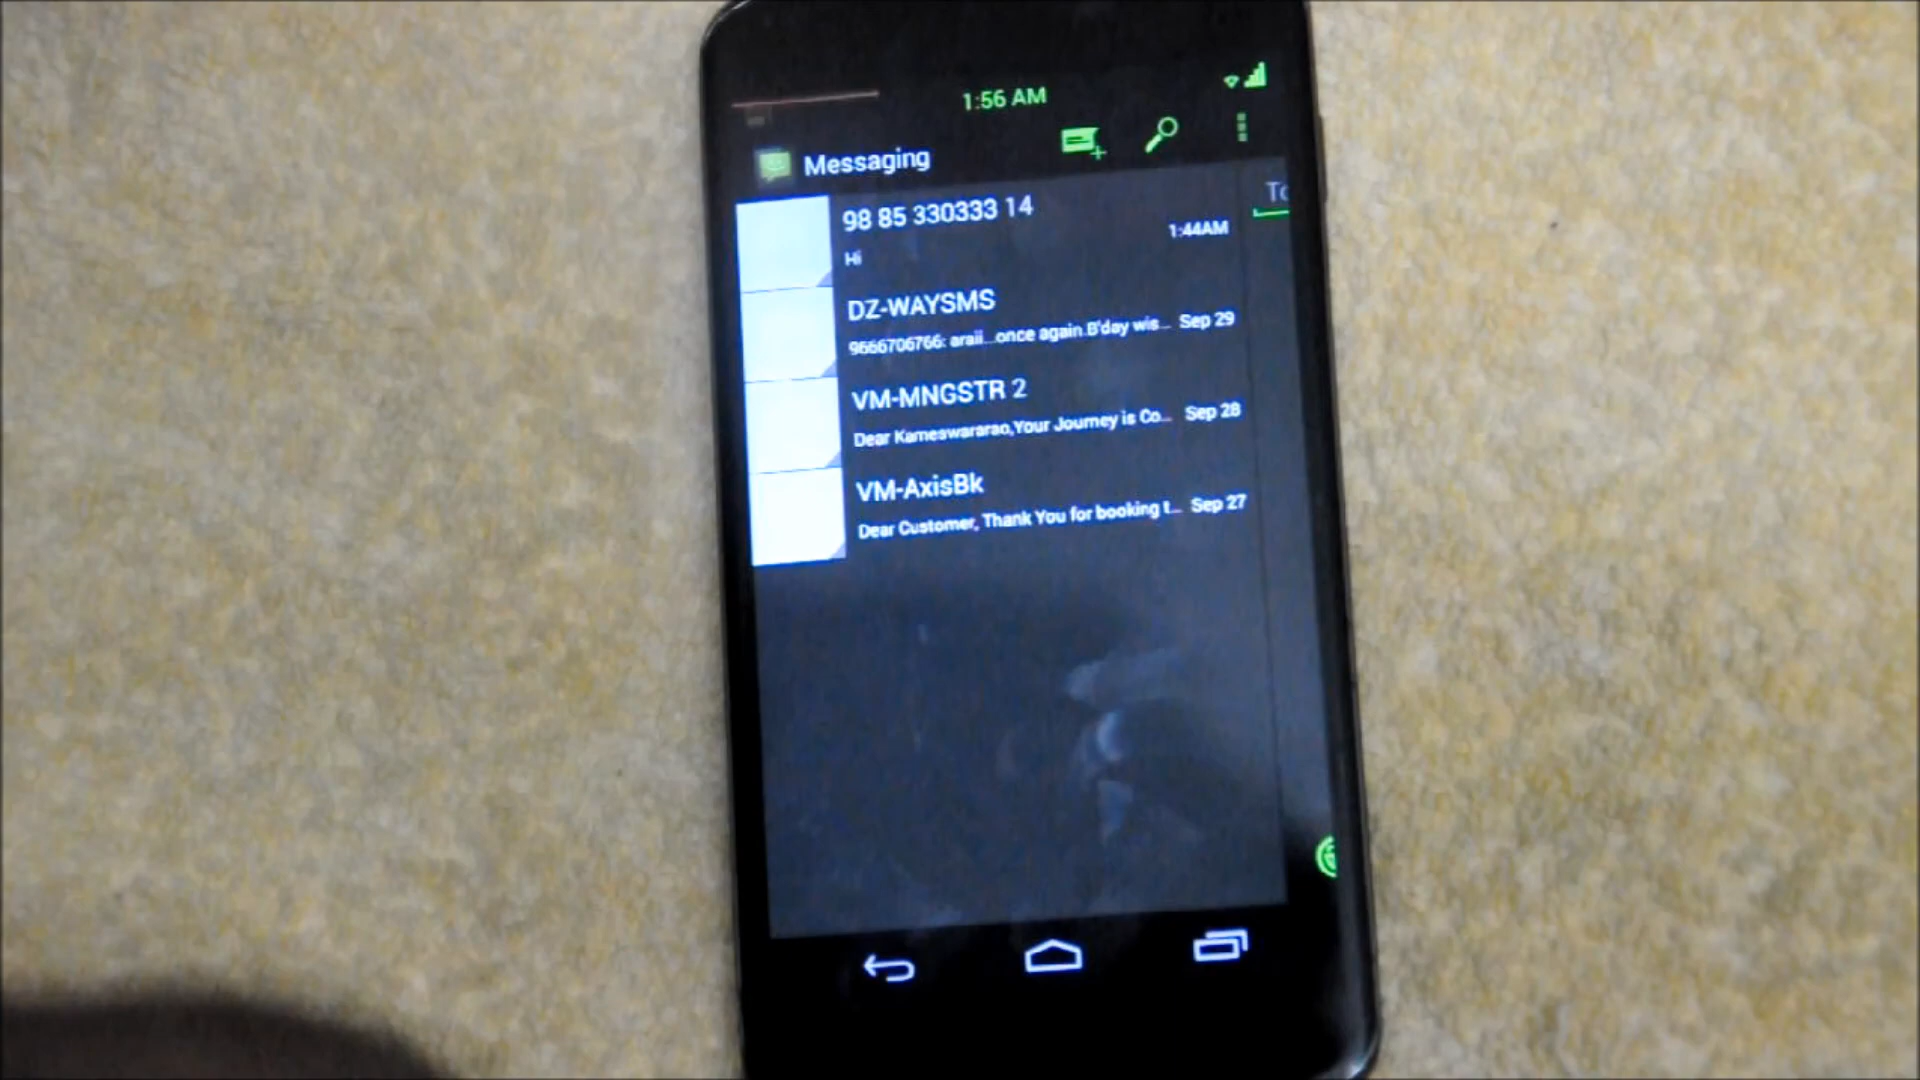 1:56 AM
Messaging
98 85 330333 14
1:44AM
Hi
To
DZ-WAYSMS
9666706766: araii...once again B'day wis... Sep 29
VM-MNGSTR 2
Dear Kameswararao,Your Journey is Co... Sep 28
VM-AxisBk
Dear Customer, Thank You for booking t... Sep 27